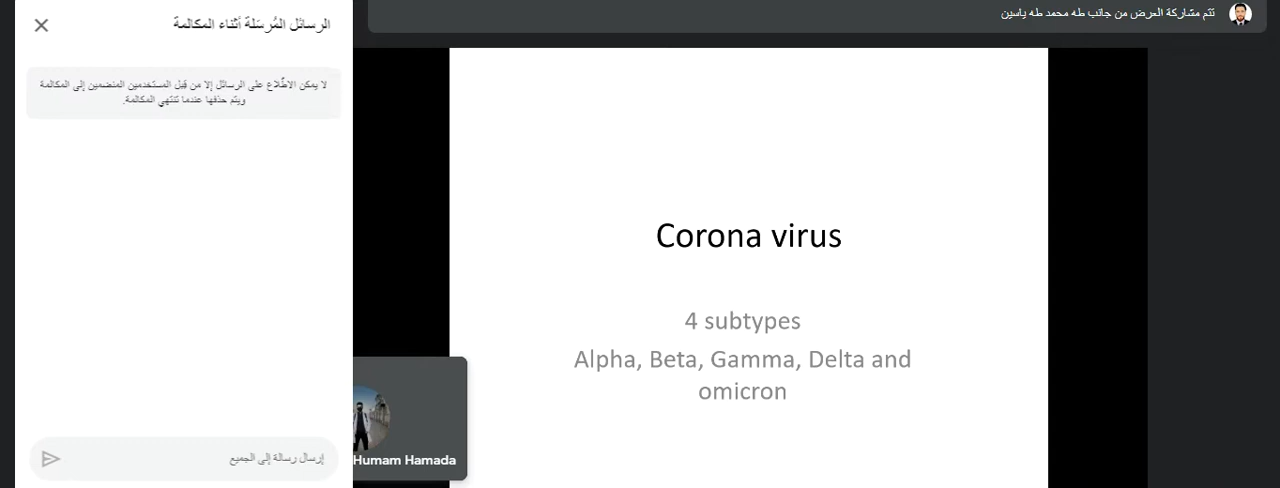 الرسائل المُرسَلة أثناء المكالمة
لا يمكن الاطّلاع على الرسائل إلا من قِبل المستخدمين المنضمين إلى المكالمة
ويتم حذفها عندما تنتهي المكالمة.
إرسال رسالة إلى الجميع
تتم مشاركة العرض من جانب طه محمد طه ياسين
Corona virus
4 subtypes
Alpha, Beta, Gamma, Delta and
omicron
Humam Hamada